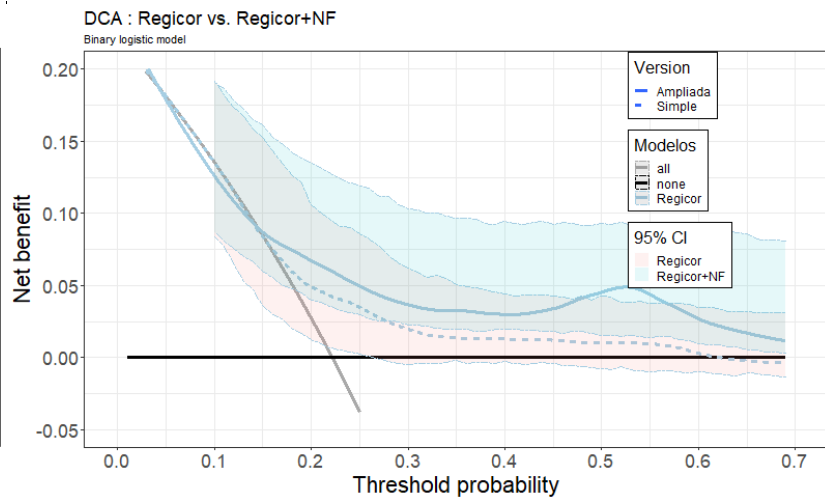 DCA : Regicor vs. Regicor+NF
Binary logistic model
Version
Ampliada
Simple
Modelos
all
none
Regicor
95% CI
Regicor
Regicor+NF
Net benefit
0.20
0.15
0.10
0.05
0.00
-0.05
0.0 0.1 0.2 0.3 0.4 0.5 0.6 0.7
Threshold probability